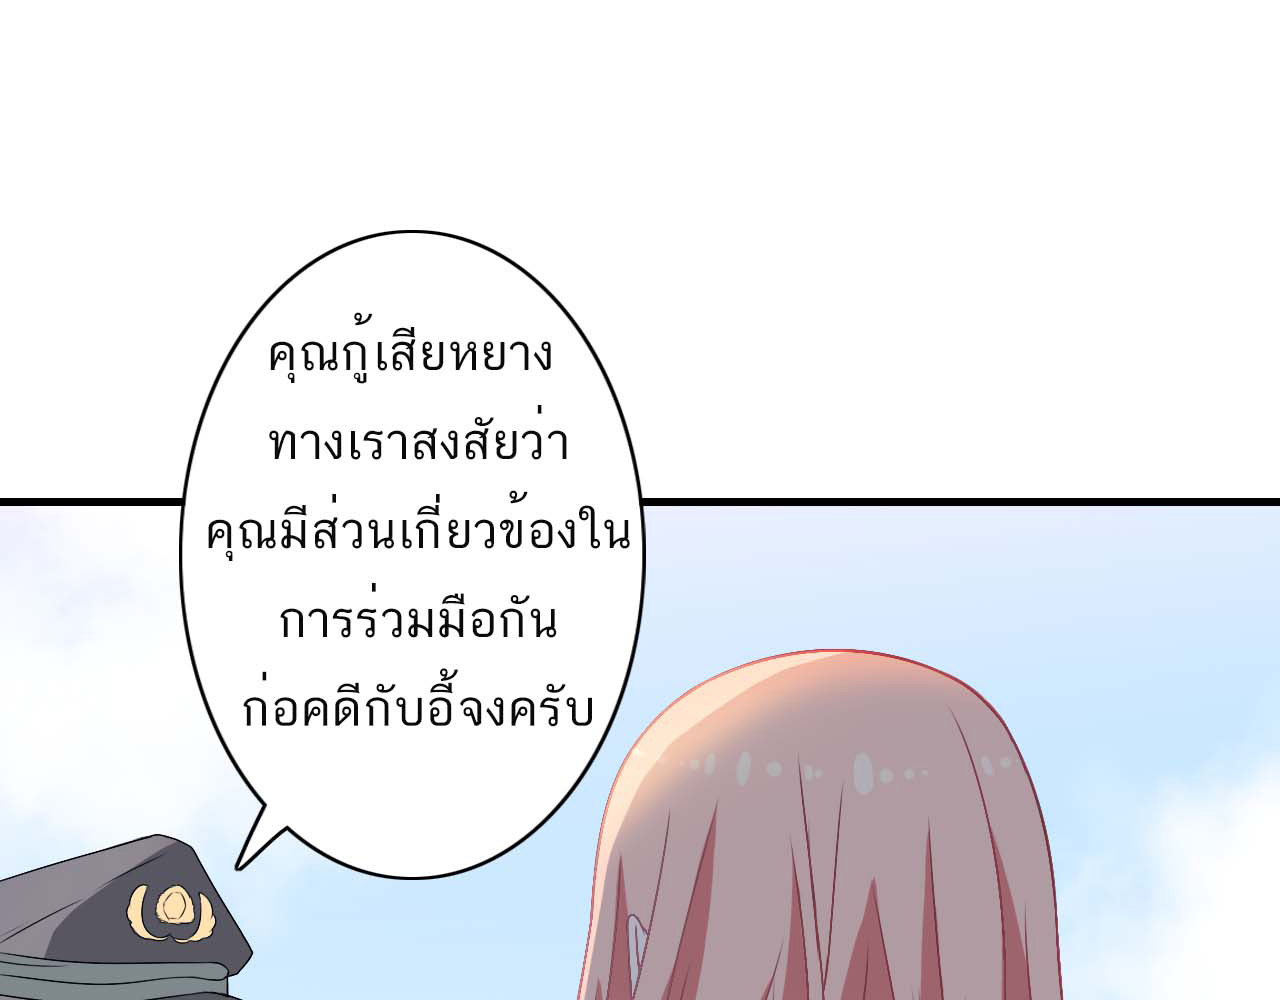 คุณกู้เสียหยาง
ทางเราสงสัยว่า
คุณมีส่วนเกี่ยวข้องใน
การร่วมมือกัน
ก่อคดีกับอี้จงครับ